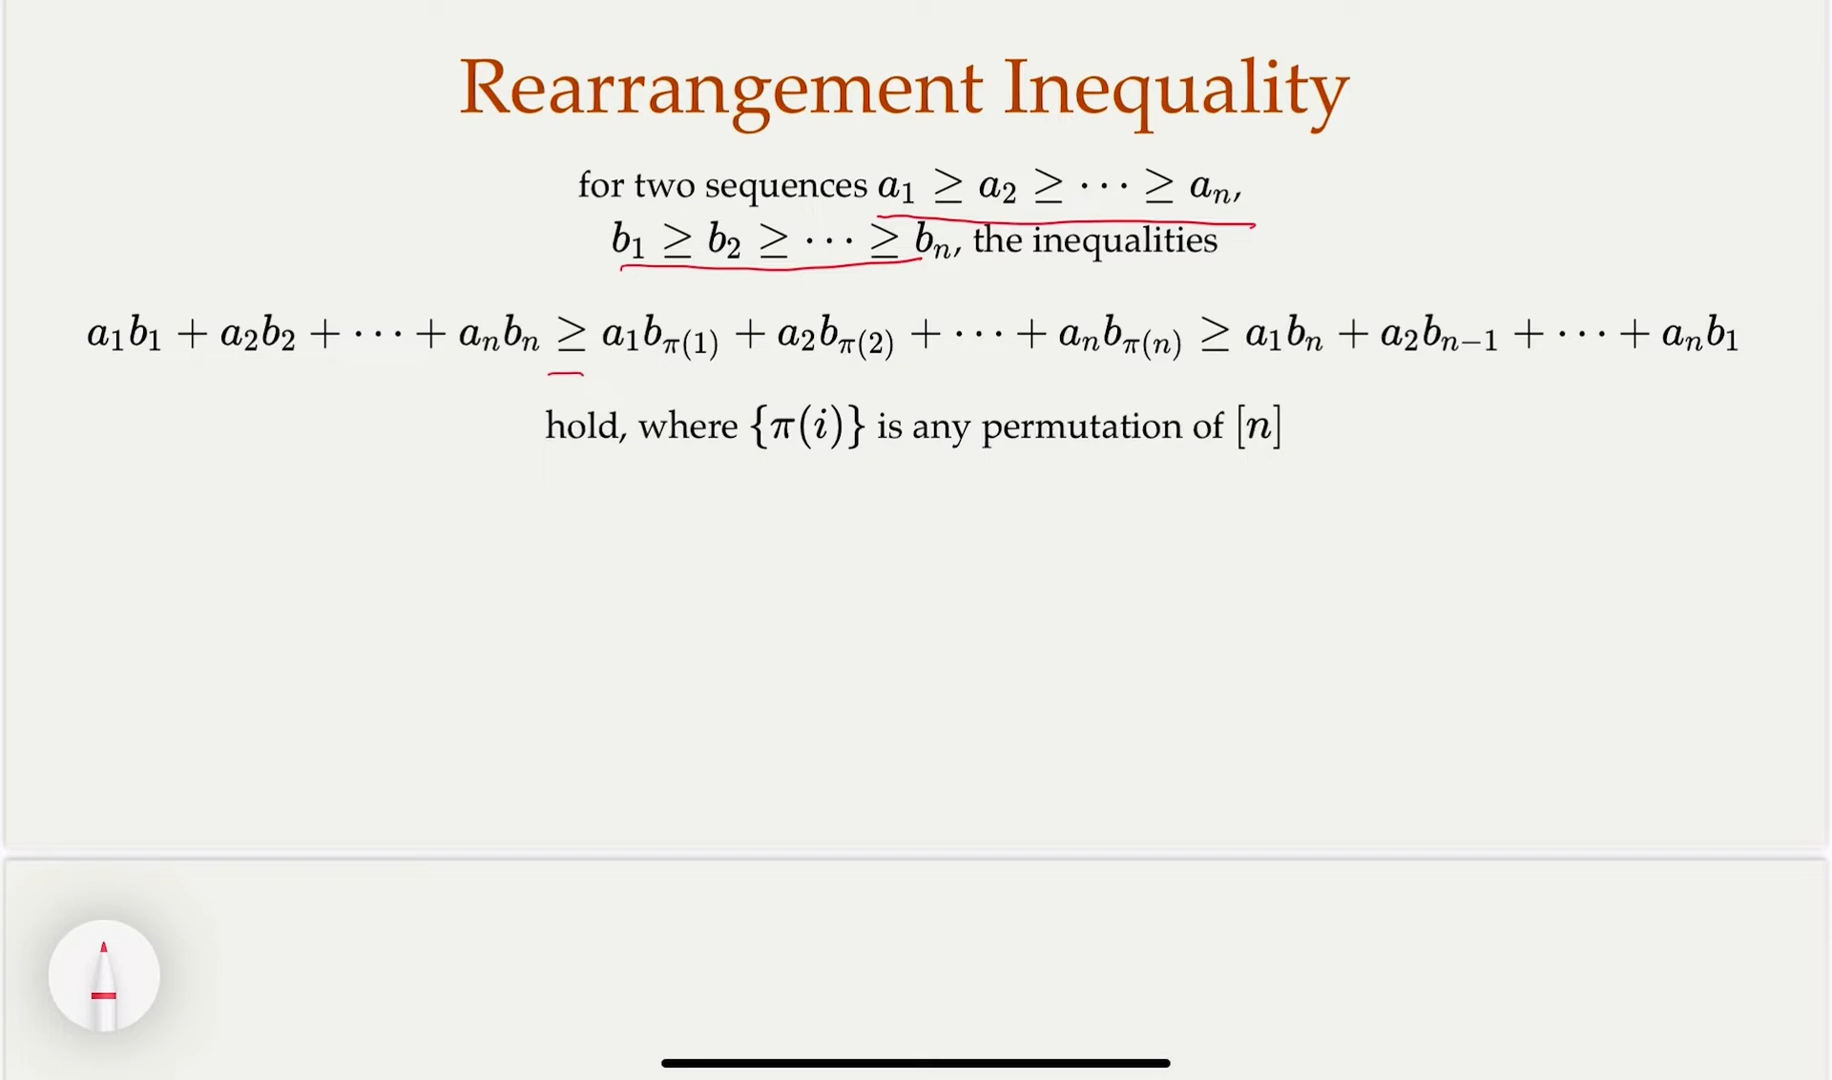 Rearrangement Inequality
for two sequences a₁ ≥ a₂ ≥ ⋯ ≥ aₙ,
b₁ ≥ b₂ ≥ ⋯ ≥ bₙ, the inequalities
a₁b₁ + a₂b₂ + ⋯ + aₙbₙ ≥ a₁b_{π(1)} + a₂b_{π(2)} + ⋯ + aₙb_{π(n)} ≥ a₁bₙ + a₂b_{n−1} + ⋯ + aₙb₁
hold, where {π(i)} is any permutation of [n]